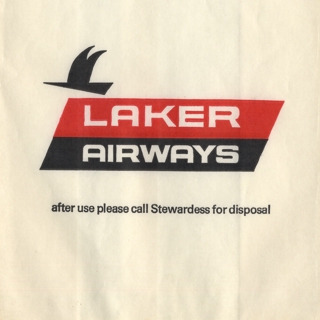 LAKER
AIRWAYS
after use please call Stewardess for disposal